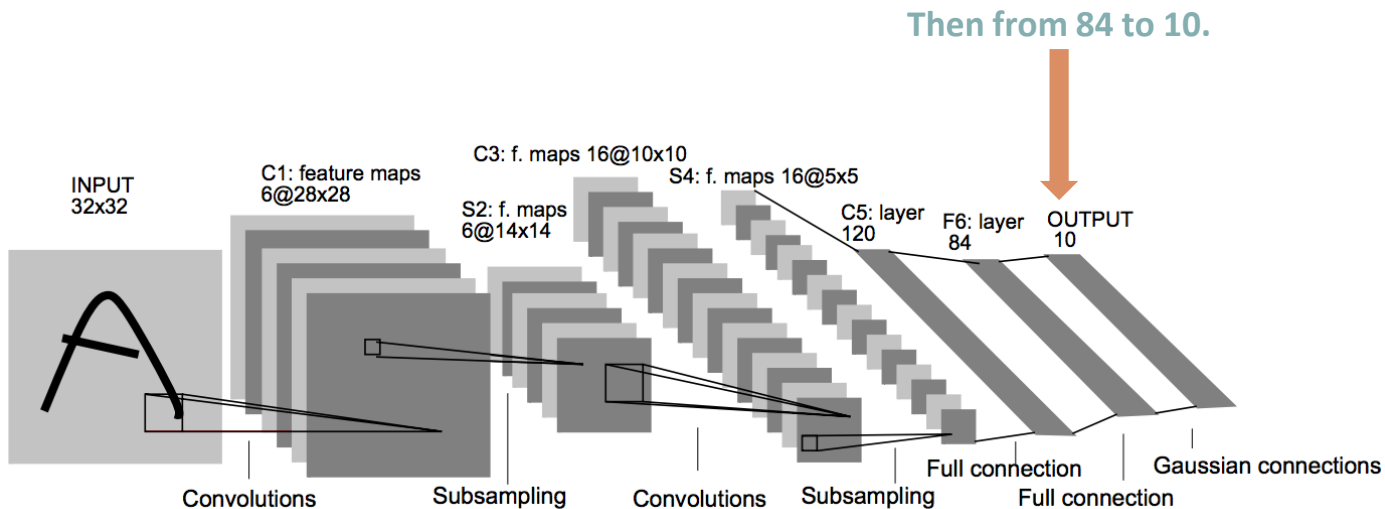 Then from 84 to 10.
INPUT
32x32
C1: feature maps
6@28x28
S2: f. maps
6@14x14
C3: f. maps 16@10x10
S4: f. maps 16@5x5
C5: layer
120
F6: layer
84
OUTPUT
10
Convolutions
Subsampling
Convolutions
Subsampling
Full connection
Full connection
Gaussian connections